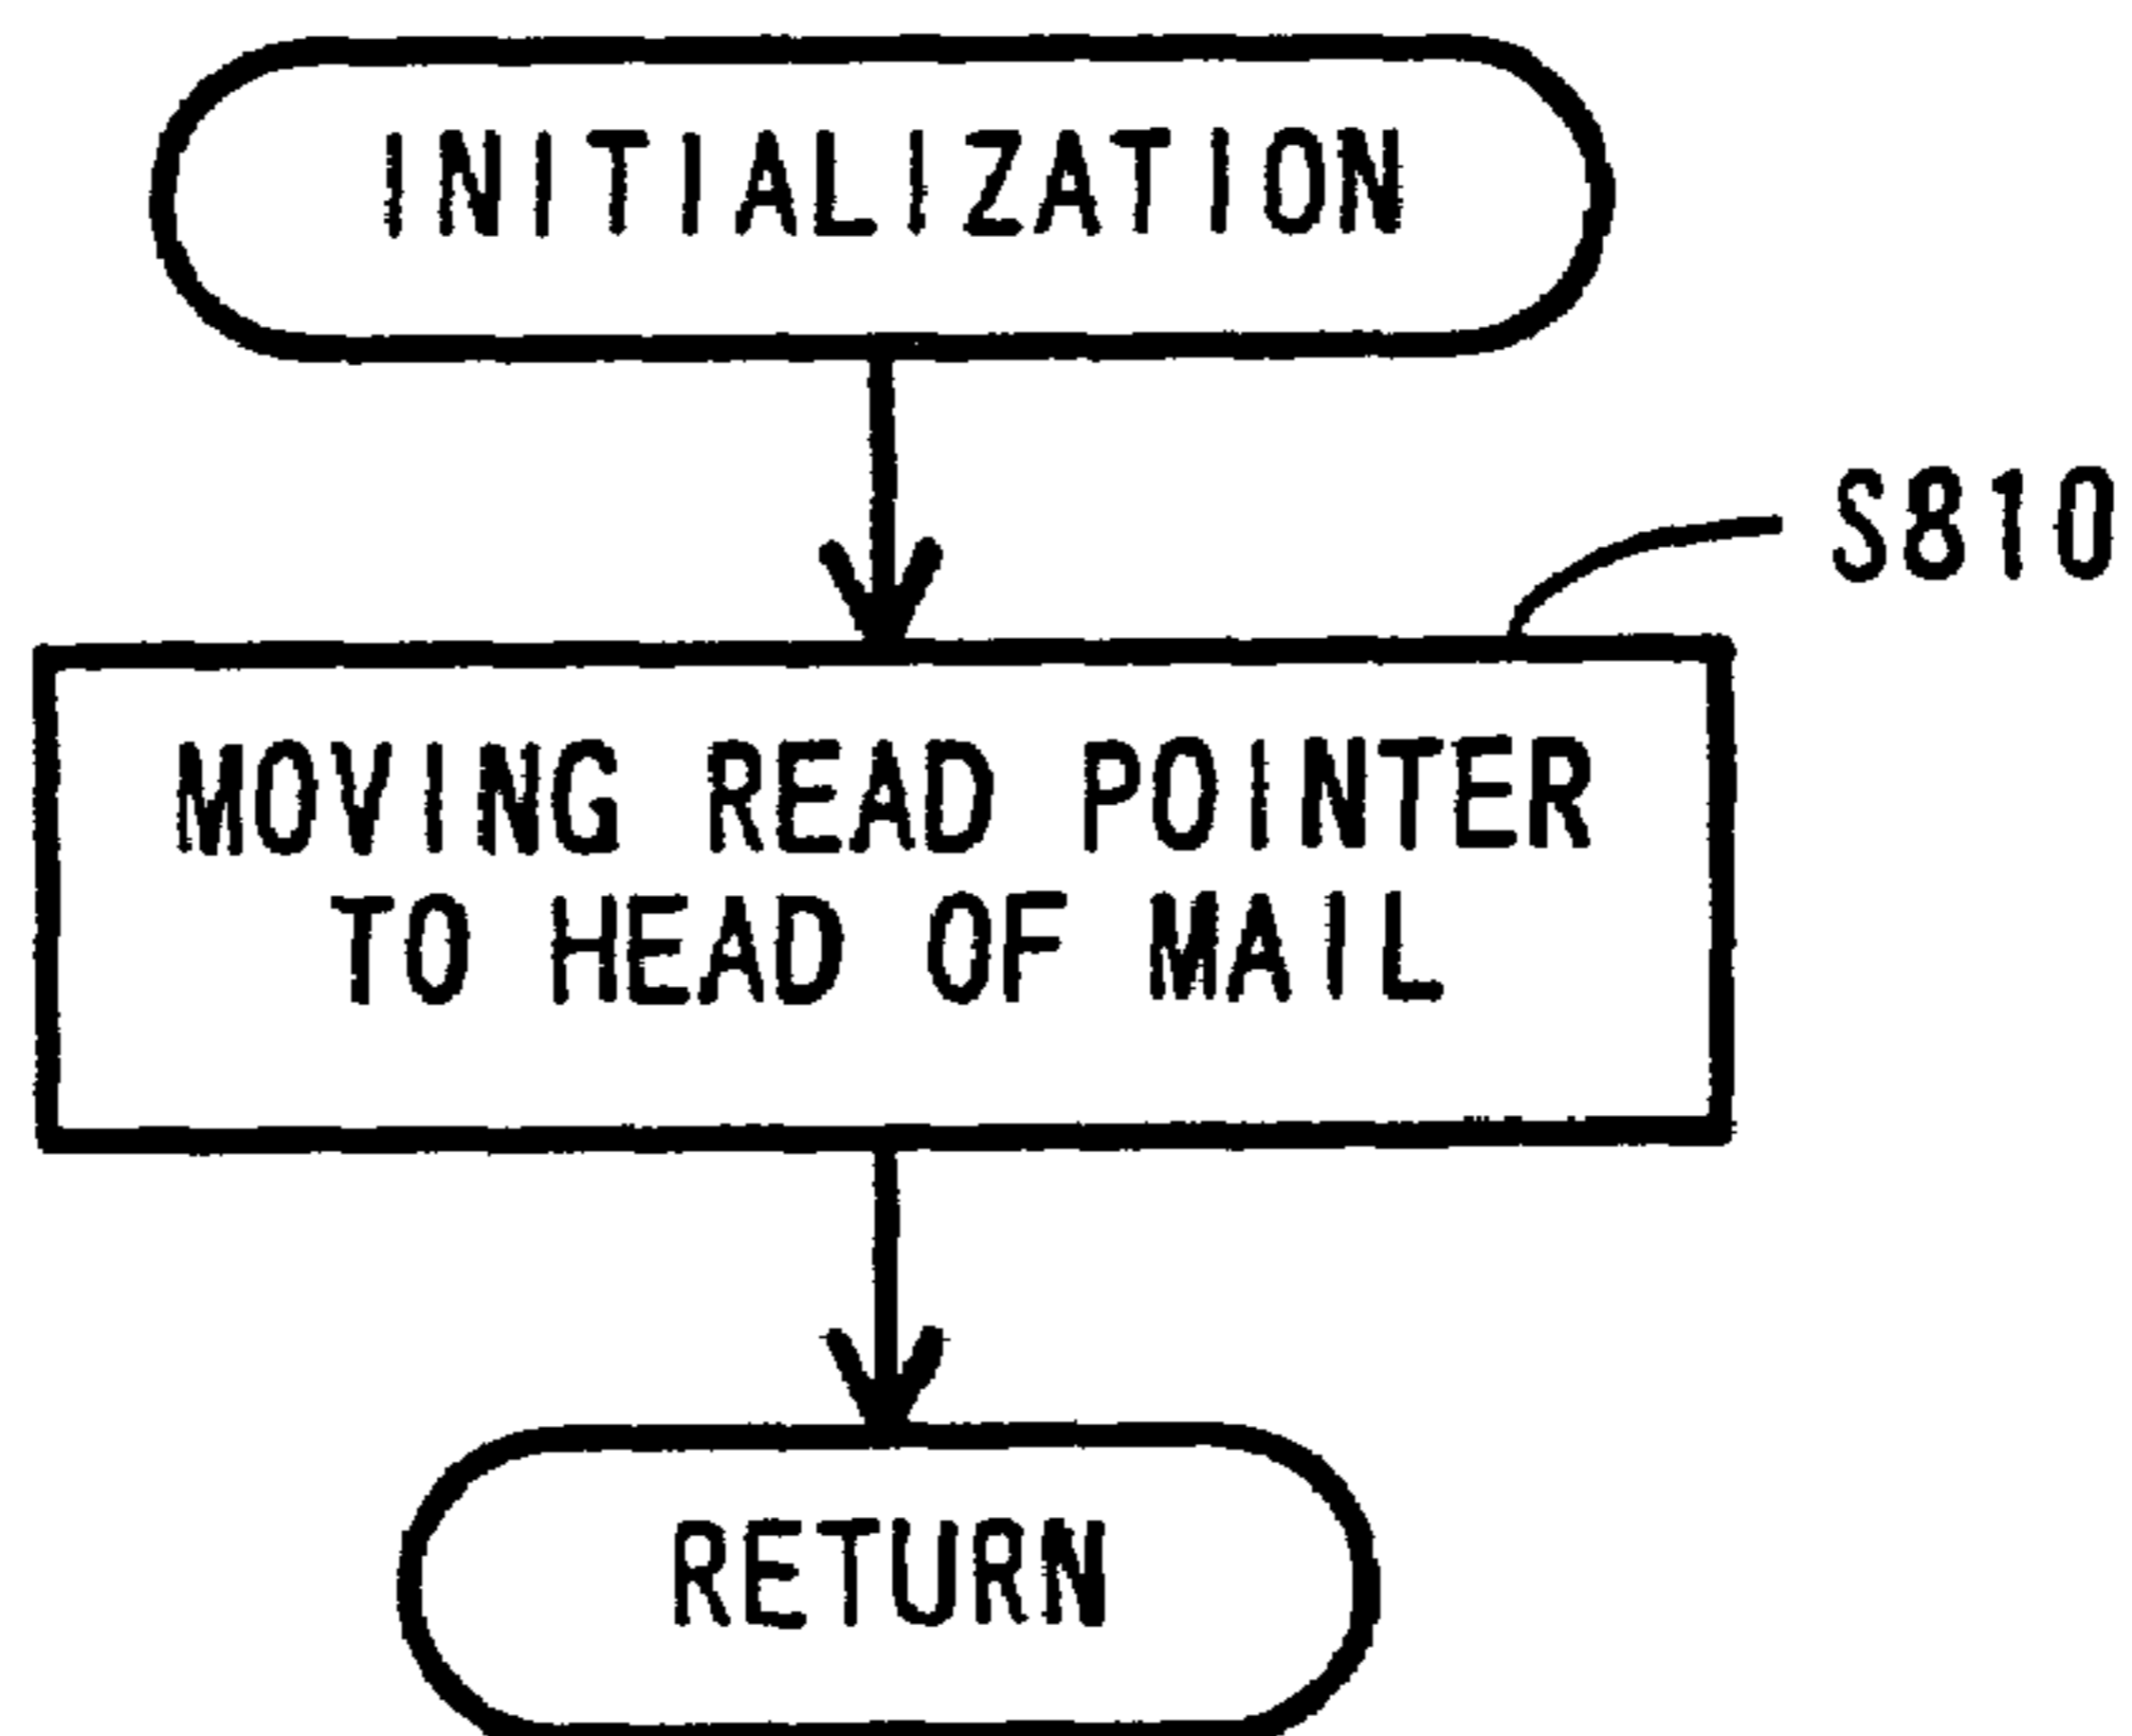 INITIALIZATION
S810
MOVING READ POINTER
TO HEAD OF MAIL
RETURN